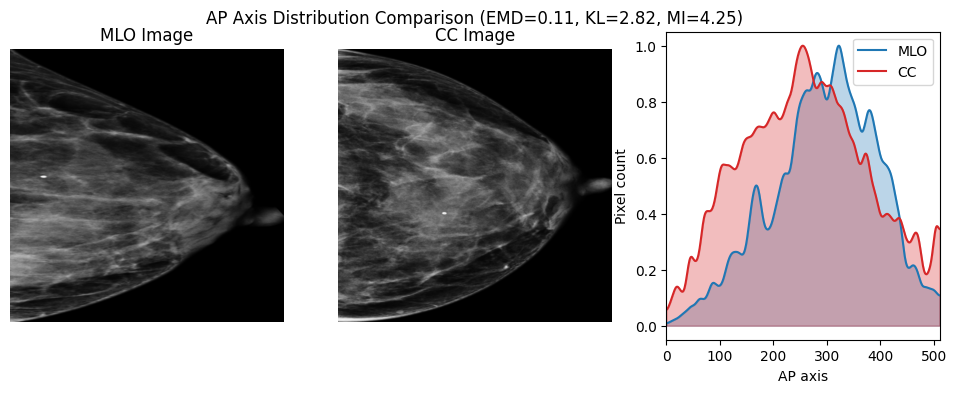 AP Axis Distribution Comparison (EMD=0.11, KL=2.82, MI=4.25)
MLO Image
CC Image
MLO
CC
Pixel count
1.0
0.8
0.6
0.4
0.2
0.0
0 100 200 300 400 500
AP axis